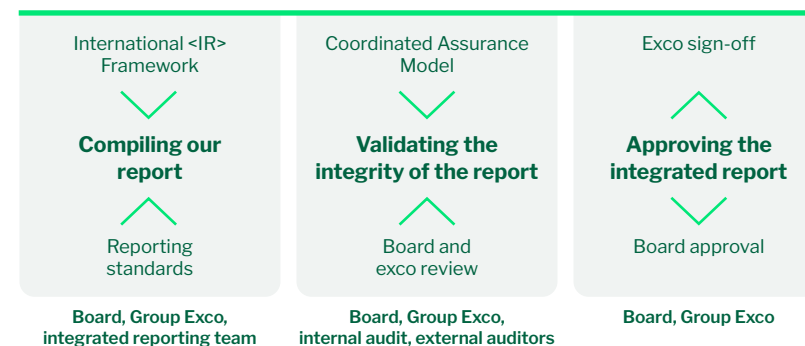 International <IR>
Framework
Compiling our
report
Reporting
standards
Board, Group Exco,
integrated reporting team
Coordinated Assurance
Model
Validating the
integrity of the report
Board and
exco review
Board, Group Exco,
internal audit, external auditors
Exco sign-off
Approving the
integrated report
Board approval
Board, Group Exco